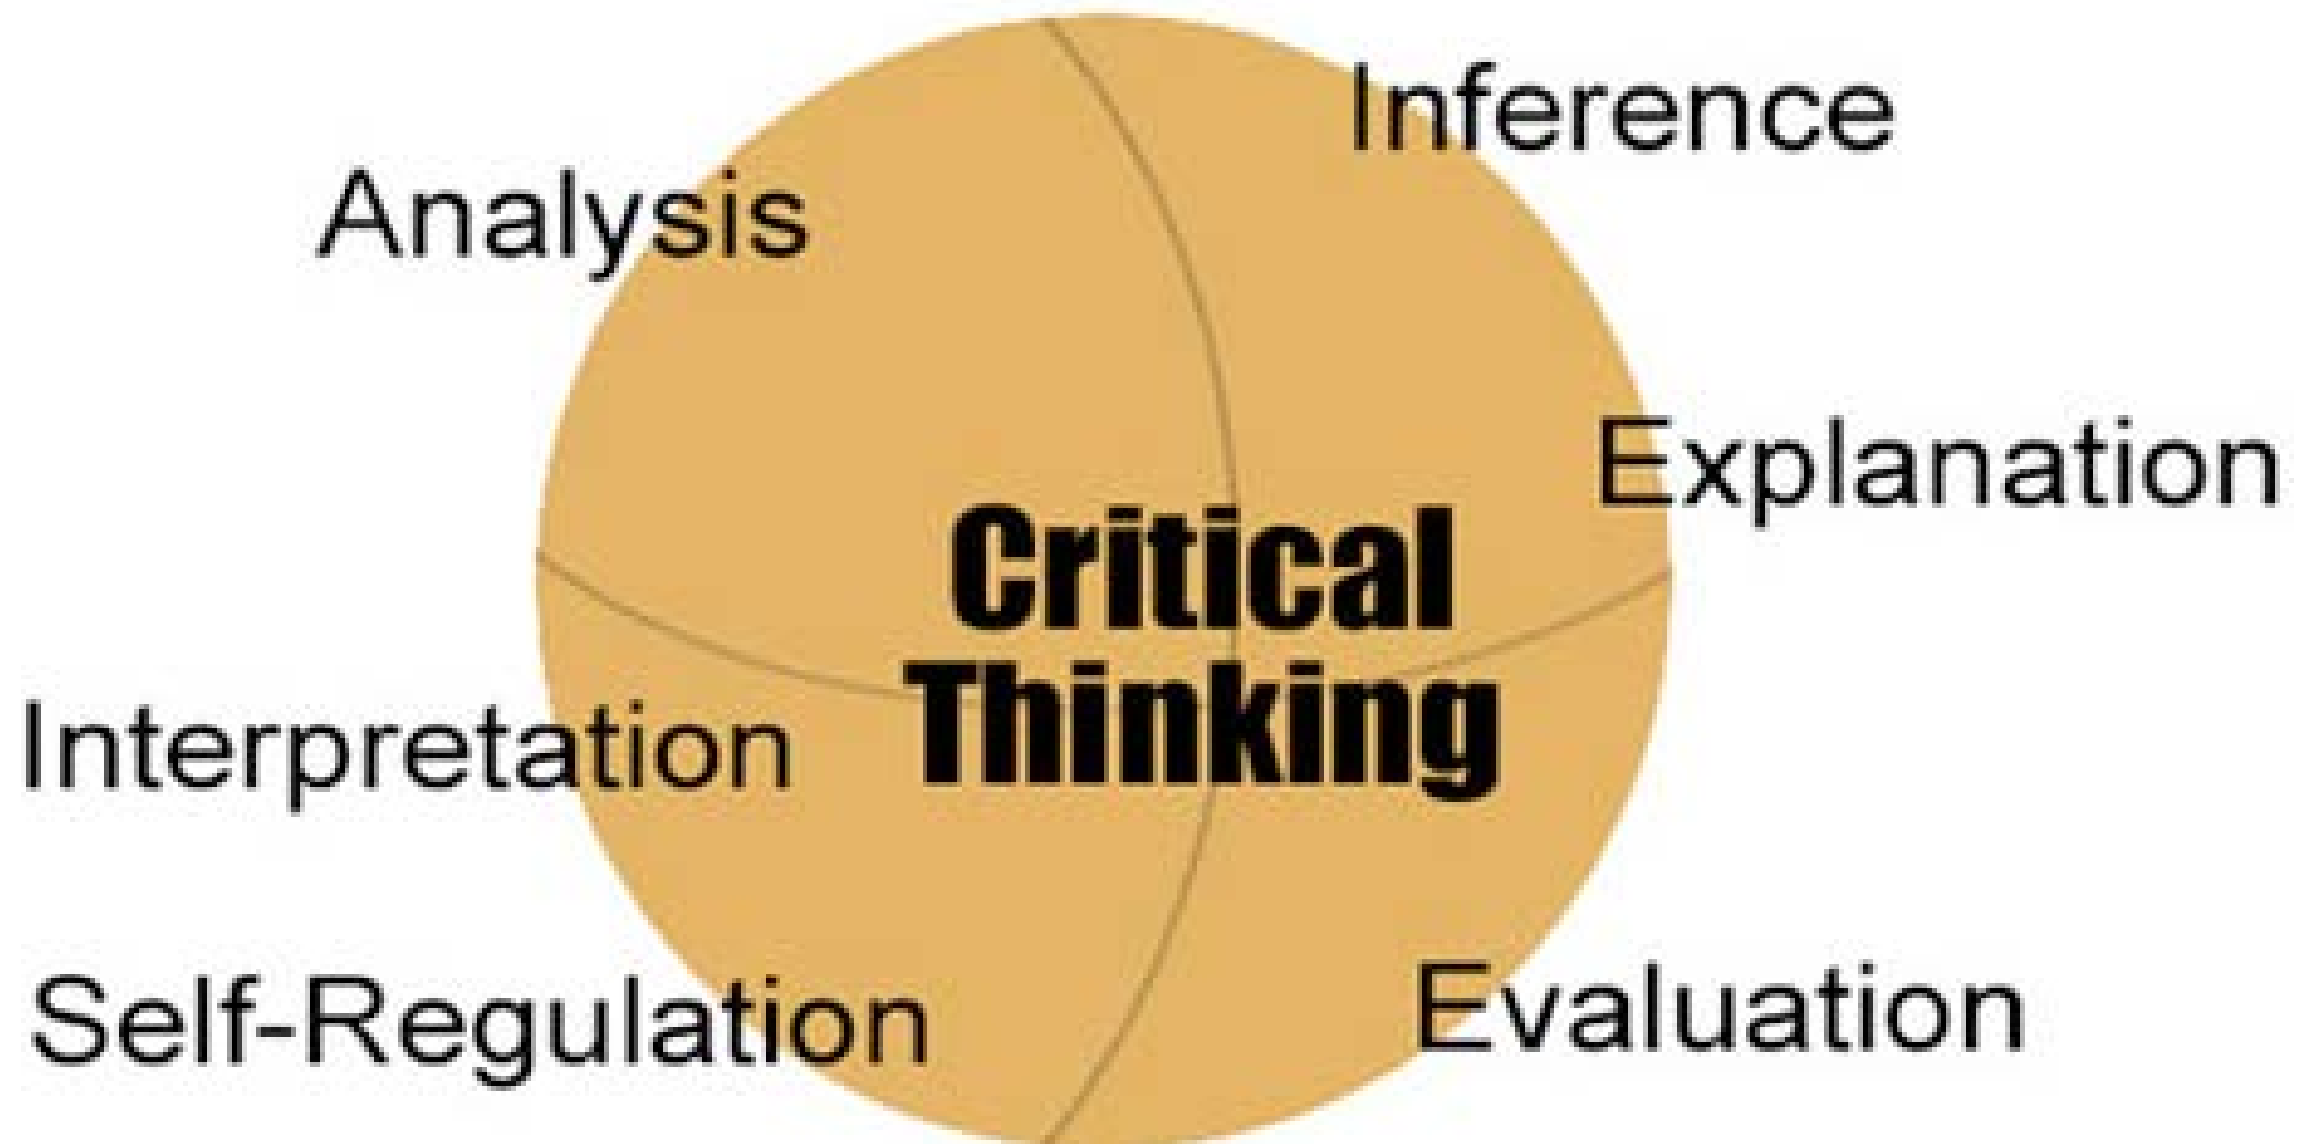 Inference
Analysis
Explanation
Critical
Thinking
Interpretation
Self-Regulation
Evaluation